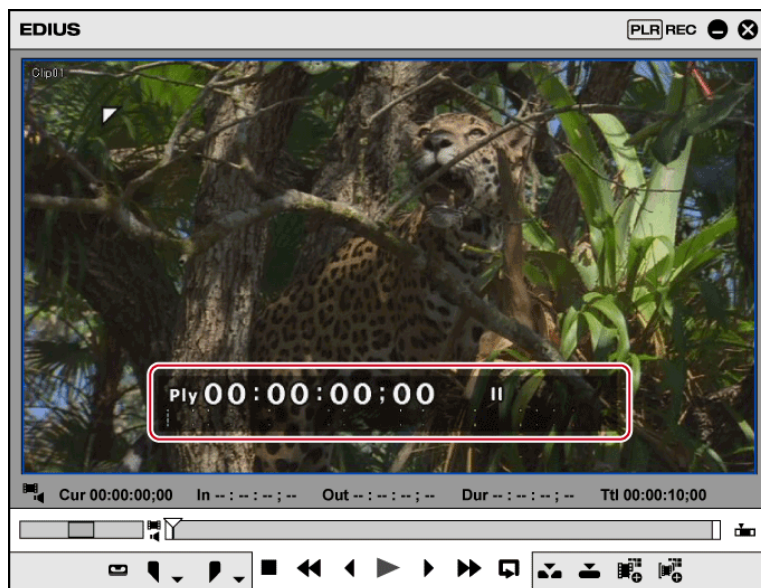 EDIUS PLR REC
Clip01
Ply 00:00:00;00
Cur 00:00:00;00 In --:--:--;-- Out --:--:--;-- Dur --:--:--;-- Ttl 00:00:10;00